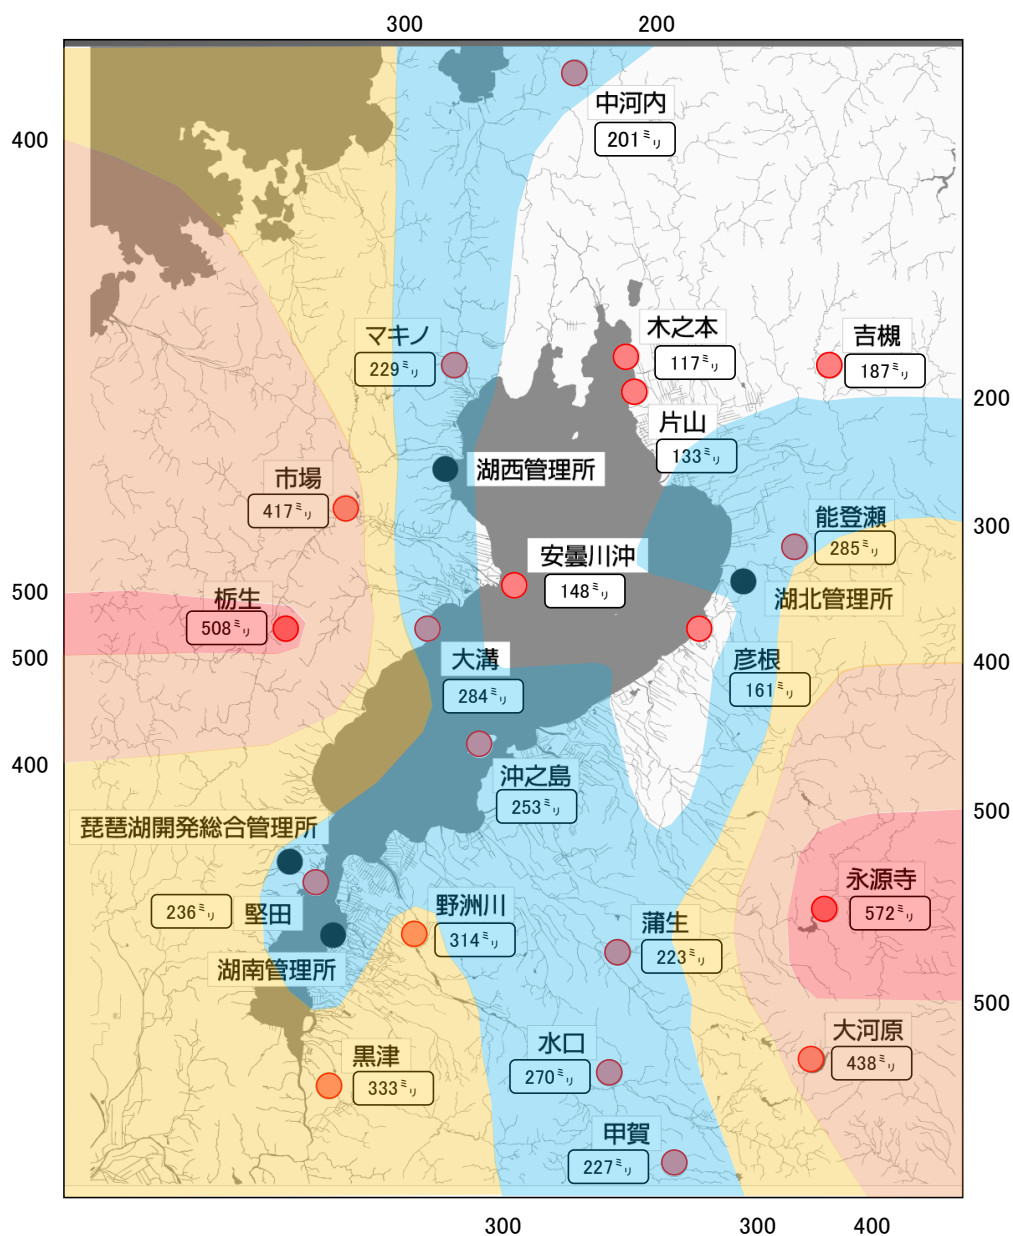 300
200
中河内
201ミリ
400
マキノ
229ミリ
木之本
117ミリ
吉槻
187ミリ
200
片山
133ミリ
湖西管理所
市場
417ミリ
能登瀬
285ミリ
300
安曇川沖
148ミリ
湖北管理所
500
栃生
508ミリ
500
大溝
284ミリ
彦根
161ミリ
400
400
沖之島
253ミリ
500
琵琶湖開発総合管理所
永源寺
572ミリ
236ミリ
堅田
野洲川
314ミリ
蒲生
223ミリ
湖南管理所
500
大河原
438ミリ
黒津
333ミリ
水口
270ミリ
甲賀
227ミリ
300
300
400